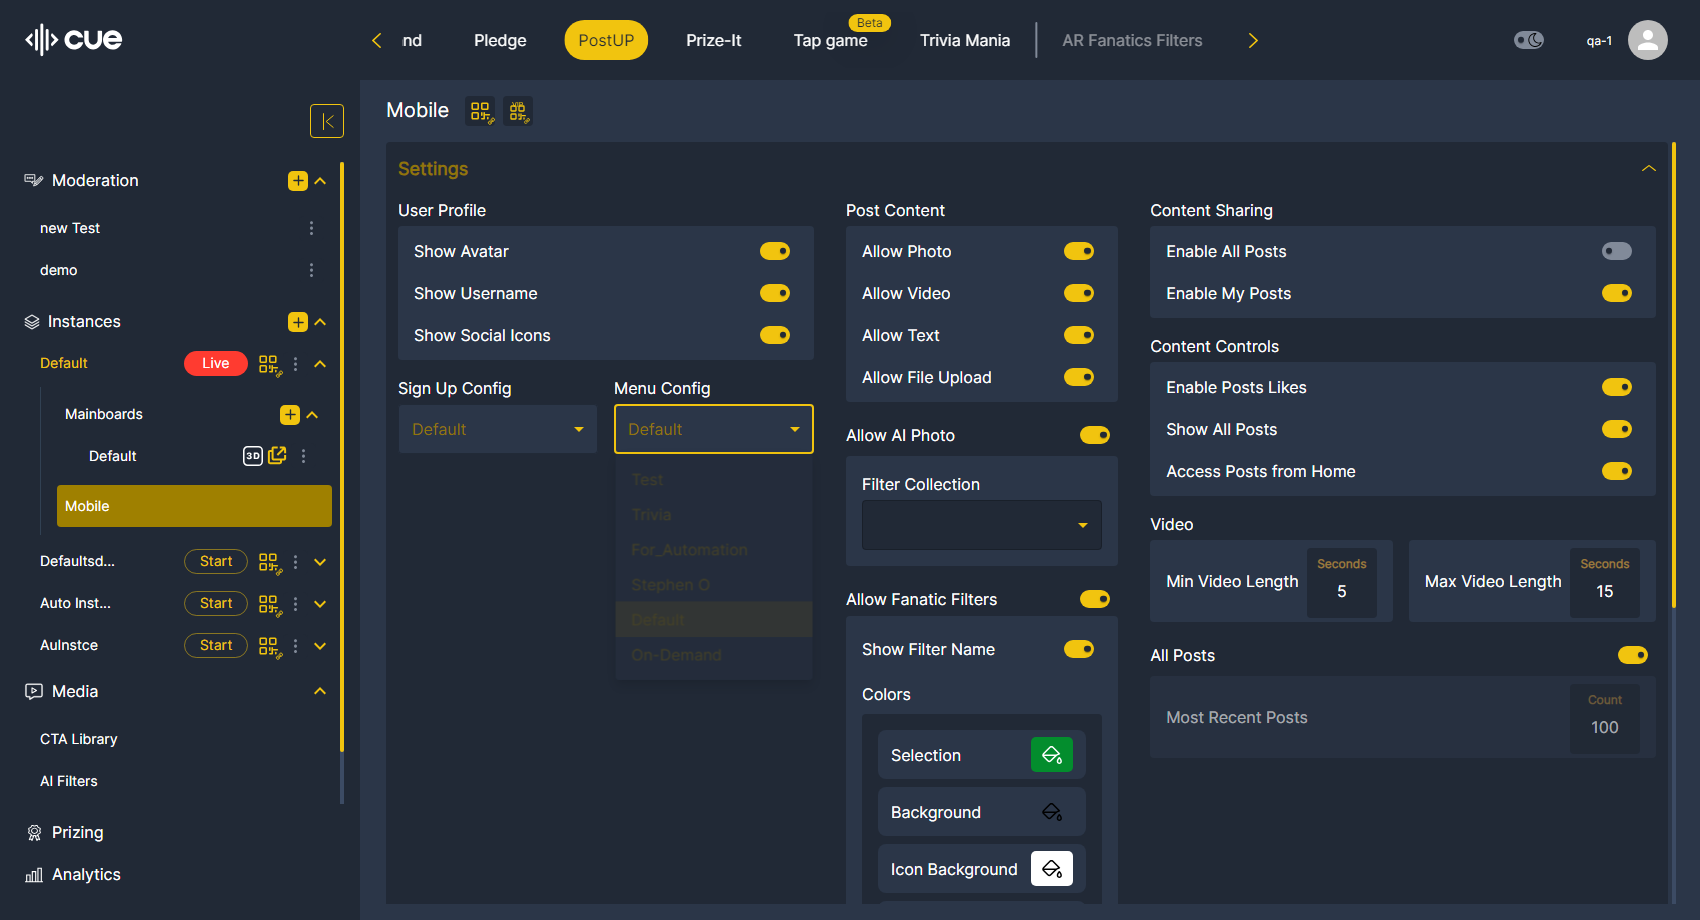 cue
nd
Pledge
PostUP
Prize-It
Beta
Tap game
Trivia Mania
AR Fanatics Filters
qa-1
Moderation
new Test
demo
Instances
Default
Live
Mainboards
Default
3D
Mobile
Defaultsd...
Start
Auto Inst...
Start
AuInstce
Start
Media
CTA Library
AI Filters
Prizing
Analytics
Mobile
Settings
User Profile
Show Avatar
Show Username
Show Social Icons
Sign Up Config
Default
Menu Config
Default
Test
Trivia
For_Automation
Stephen O
Default
On-Demand
Post Content
Allow Photo
Allow Video
Allow Text
Allow File Upload
Allow AI Photo
Filter Collection
Allow Fanatic Filters
Show Filter Name
Colors
Selection
Background
Icon Background
Content Sharing
Enable All Posts
Enable My Posts
Content Controls
Enable Posts Likes
Show All Posts
Access Posts from Home
Video
Min Video Length
Seconds
5
Max Video Length
Seconds
15
All Posts
Most Recent Posts
Count
100